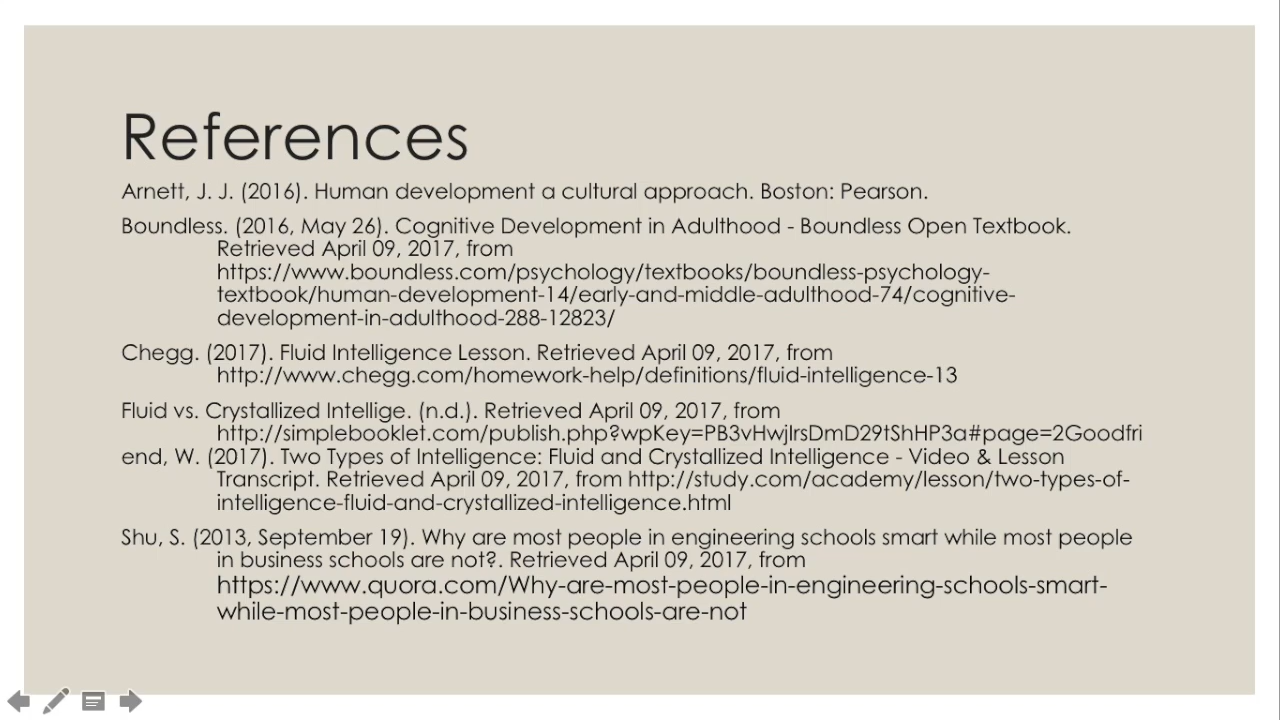 References
Arnett, J. J. (2016). Human development a cultural approach. Boston: Pearson.
Boundless. (2016, May 26). Cognitive Development in Adulthood - Boundless Open Textbook.
Retrieved April 09, 2017, from
https://www.boundless.com/psychology/textbooks/boundless-psychology-
textbook/human-development-14/early-and-middle-adulthood-74/cognitive-
development-in-adulthood-288-12823/
Chegg. (2017). Fluid Intelligence Lesson. Retrieved April 09, 2017, from
http://www.chegg.com/homework-help/definitions/fluid-intelligence-13
Fluid vs. Crystallized Intellige. (n.d.). Retrieved April 09, 2017, from
http://simplebooklet.com/publish.php?wpKey=PB3vHwjlrsDmD29tShHP3a#page=2Goodfri
end, W. (2017). Two Types of Intelligence: Fluid and Crystallized Intelligence - Video & Lesson
Transcript. Retrieved April 09, 2017, from http://study.com/academy/lesson/two-types-of-
intelligence-fluid-and-crystallized-intelligence.html
Shu, S. (2013, September 19). Why are most people in engineering schools smart while most people
in business schools are not?. Retrieved April 09, 2017, from
https://www.quora.com/Why-are-most-people-in-engineering-schools-smart-
while-most-people-in-business-schools-are-not